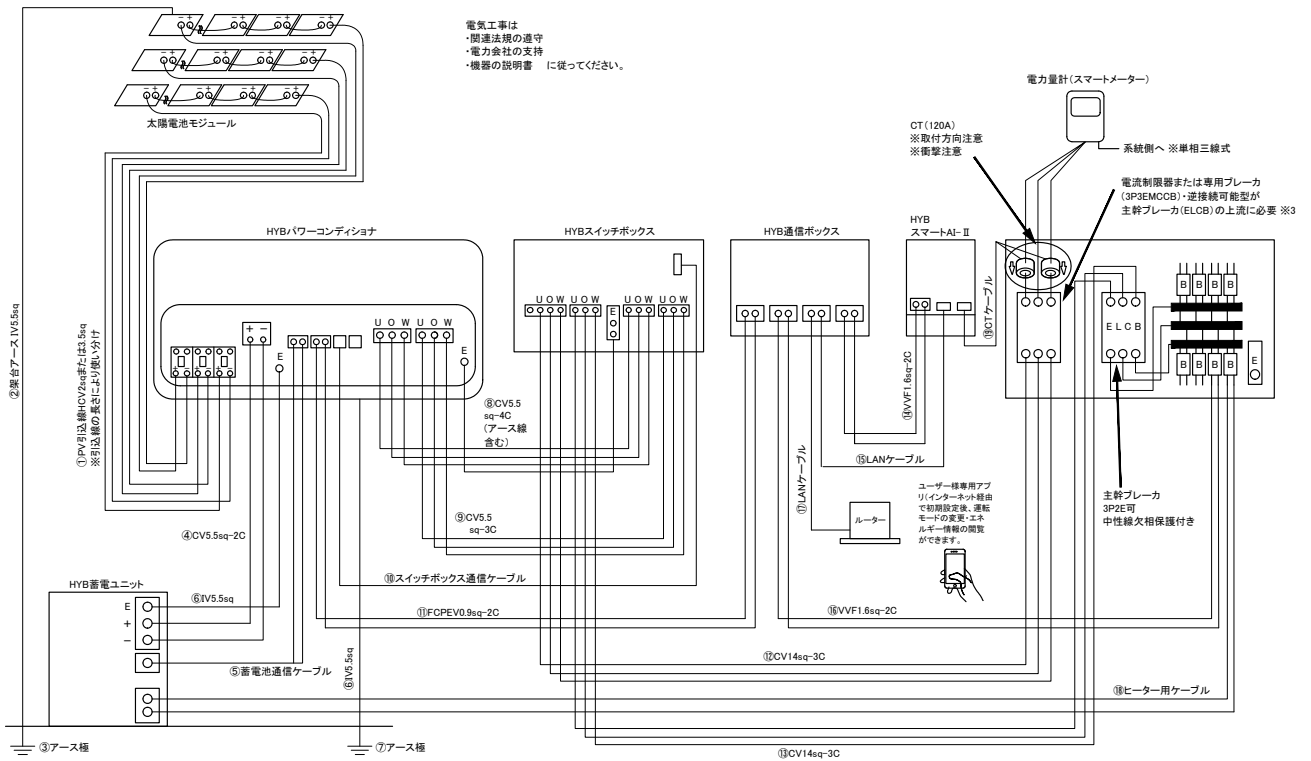 電気工事は
・関連法規の遵守
・電力会社の支持
・機器の説明書　に従ってください。
太陽電池モジュール
電力量計(スマートメーター)
CT(120A)
※取付方向注意
※衝撃注意
系統側へ ※単相三線式
電流制限器または専用ブレーカ
(3P3EMCCB)・逆接続可能型が
主幹ブレーカ(ELCB)の上流に必要 ※3
HYBパワーコンディショナ
HYBスイッチボックス
HYB通信ボックス
HYB
スマートAI-Ⅱ
②架台アース IV5.5sq
①PV引込線HCV2sqまたは3.5sq
※引込線の長さにより使い分け
+ −
E
U O W
U O W
E
U O W
U O W
E
U O W
U O W
⑲CTケーブル
E L C B
B B B B
B B B B
E
⑧CV5.5
sq-4C
(アース線
含む)
⑭VVF1.6sq-2C
⑮LANケーブル
⑰LANケーブル
⑨CV5.5
sq-3C
④CV5.5sq-2C
ルーター
ユーザー様専用アプ
リ(インターネット経由
で初期設定後、運転
モードの変更・エネ
ルギー情報の閲覧
ができます。
主幹ブレーカ
3P2E可
中性線欠相保護付き
⑩スイッチボックス通信ケーブル
HYB蓄電ユニット
E
+
−
⑥IV5.5sq
⑪FCPEV0.9sq-2C
⑯VVF1.6sq-2C
⑤蓄電池通信ケーブル
⑥IV5.5sq
⑫CV14sq-3C
⑱ヒーター用ケーブル
③アース極
⑦アース極
⑬CV14sq-3C